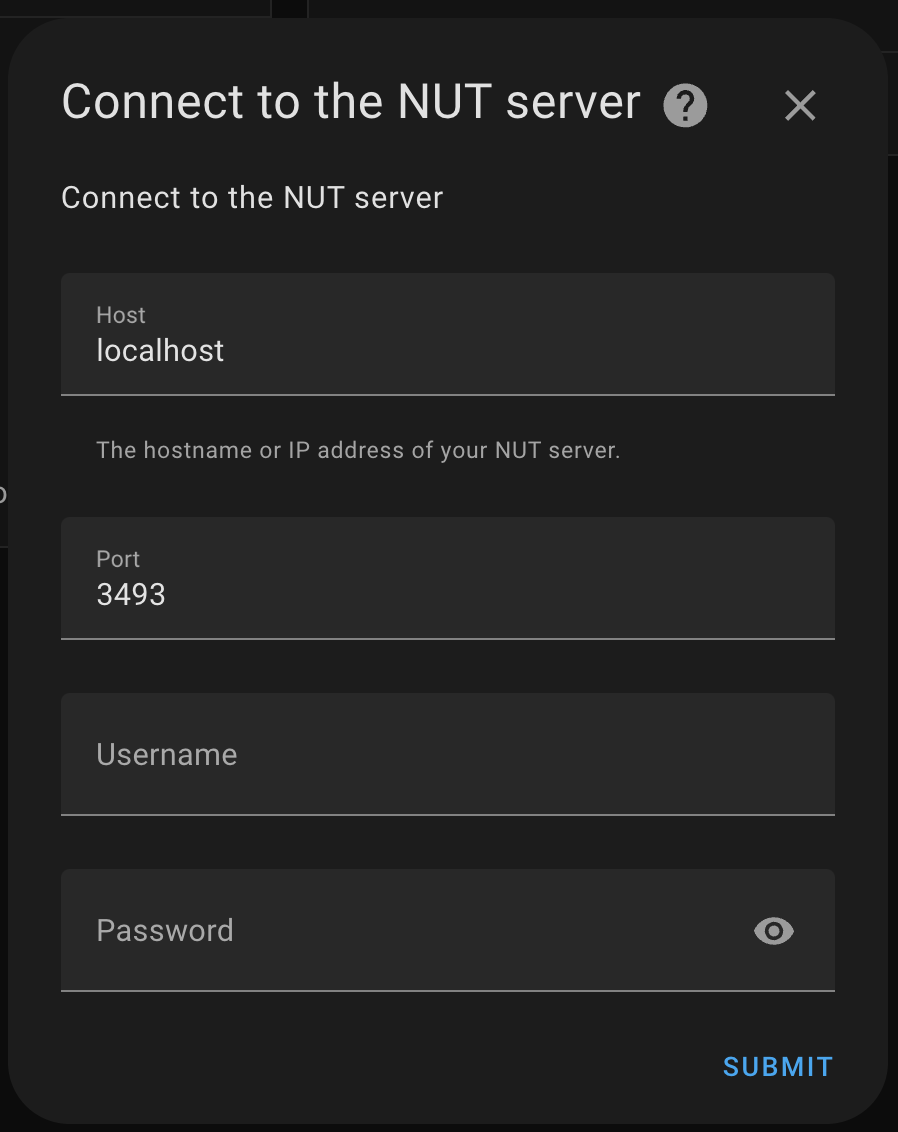 Connect to the NUT server
Connect to the NUT server
Host
localhost
The hostname or IP address of your NUT server.
Port
3493
Username
Password
SUBMIT